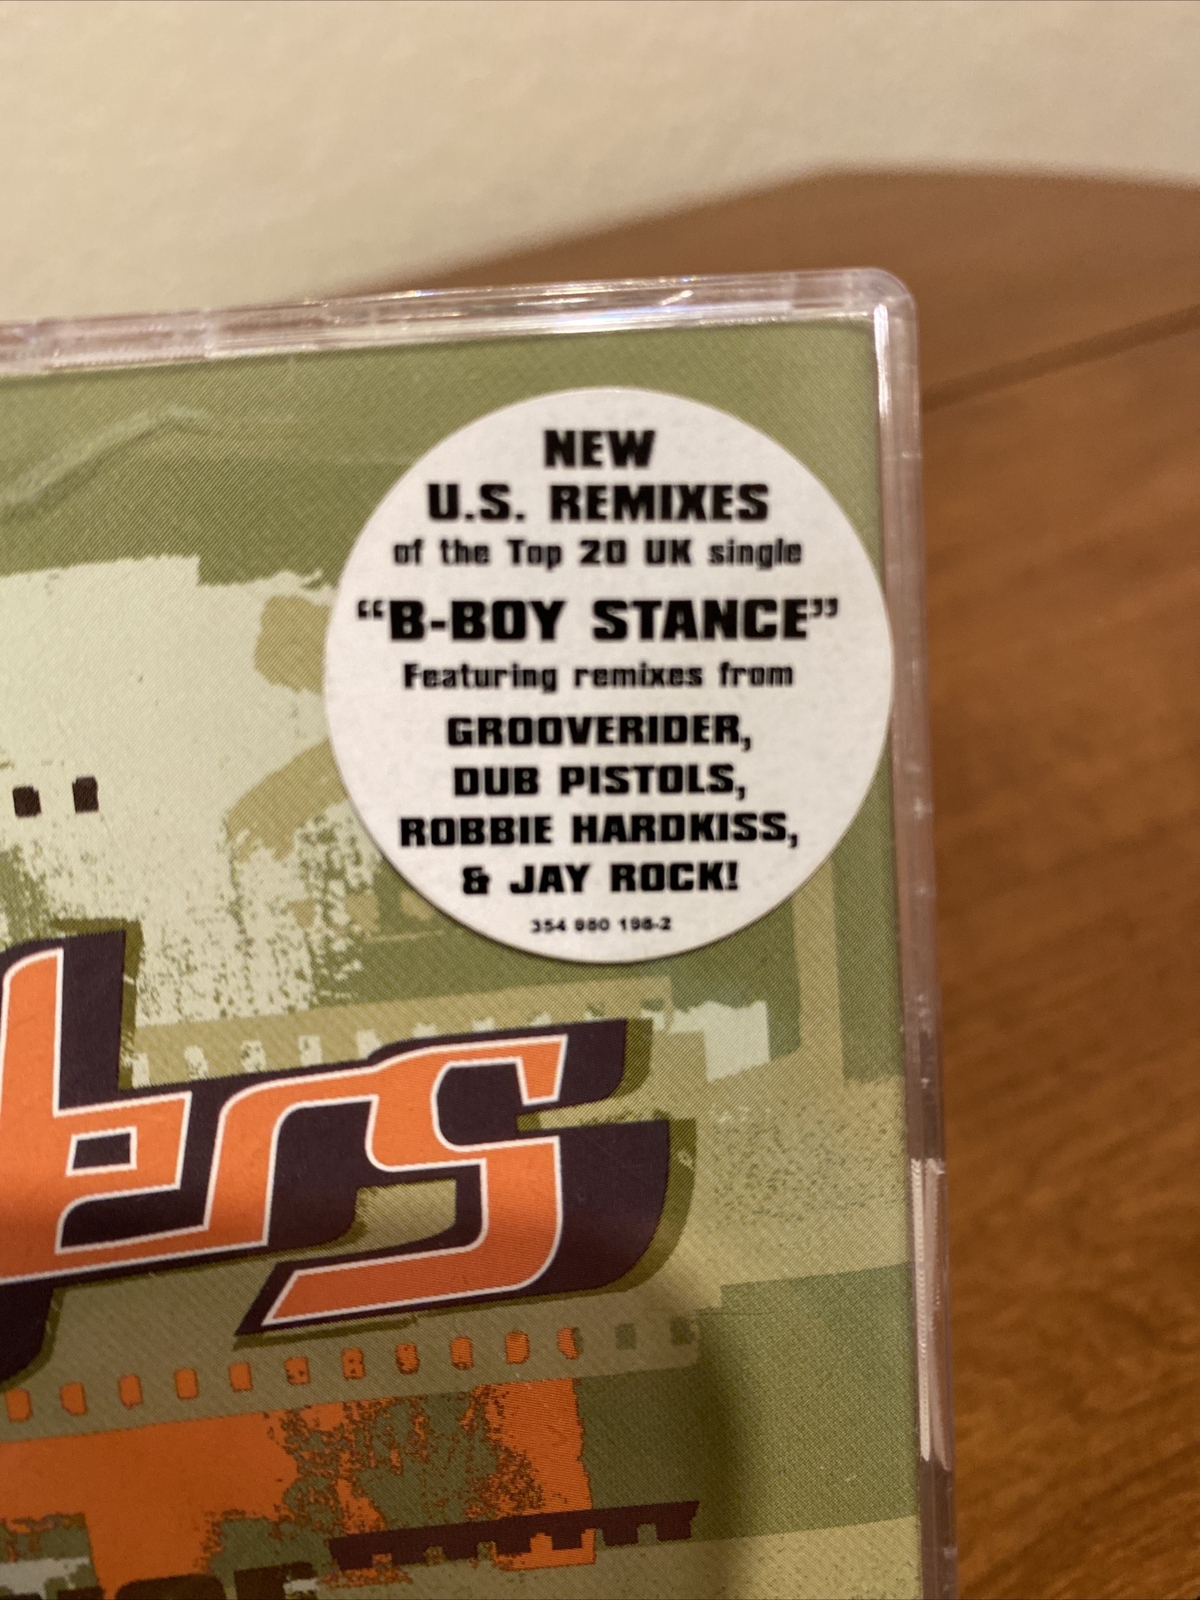 NEW
U.S. REMIXES
of the Top 20 UK single
“B-BOY STANCE”
Featuring remixes from
GROOVERIDER,
DUB PISTOLS,
ROBBIE HARDKISS,
& JAY ROCK!
354 980 196-2